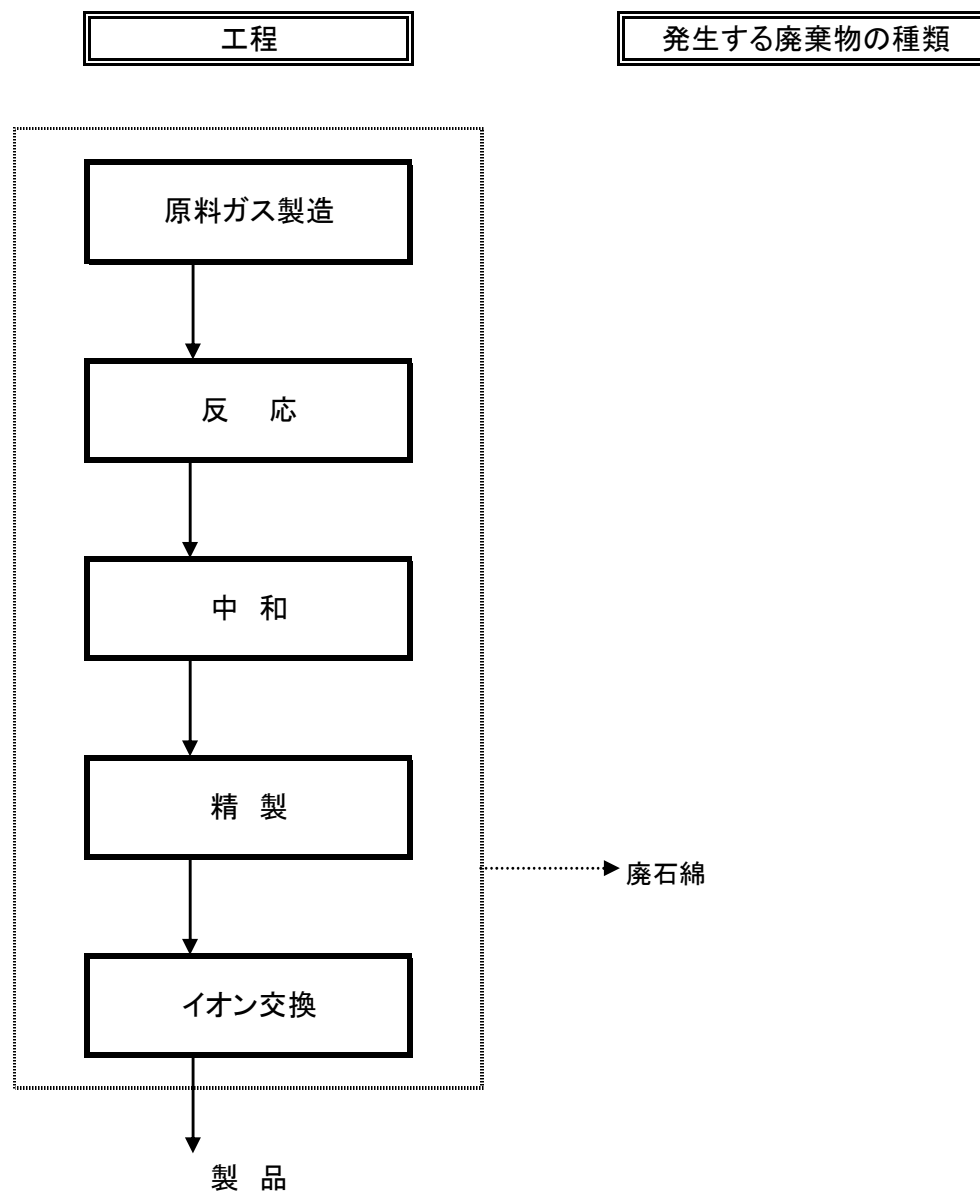 工程
発生する廃棄物の種類
原料ガス製造
反 応
中 和
精 製
廃石綿
イオン交換
製 品